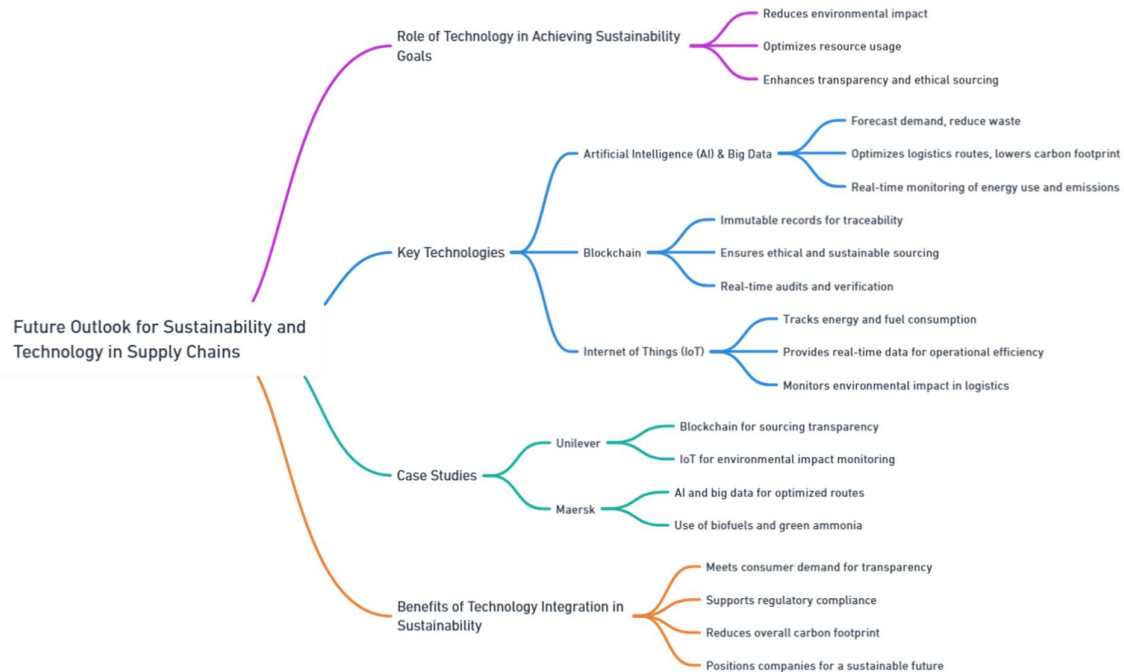 Future Outlook for Sustainability and
Technology in Supply Chains
Role of Technology in Achieving Sustainability
Goals
Reduces environmental impact
Optimizes resource usage
Enhances transparency and ethical sourcing
Key Technologies
Artificial Intelligence (AI) & Big Data
Forecast demand, reduce waste
Optimizes logistics routes, lowers carbon footprint
Real-time monitoring of energy use and emissions
Blockchain
Immutable records for traceability
Ensures ethical and sustainable sourcing
Real-time audits and verification
Internet of Things (IoT)
Tracks energy and fuel consumption
Provides real-time data for operational efficiency
Monitors environmental impact in logistics
Case Studies
Unilever
Blockchain for sourcing transparency
IoT for environmental impact monitoring
Maersk
AI and big data for optimized routes
Use of biofuels and green ammonia
Benefits of Technology Integration in
Sustainability
Meets consumer demand for transparency
Supports regulatory compliance
Reduces overall carbon footprint
Positions companies for a sustainable future